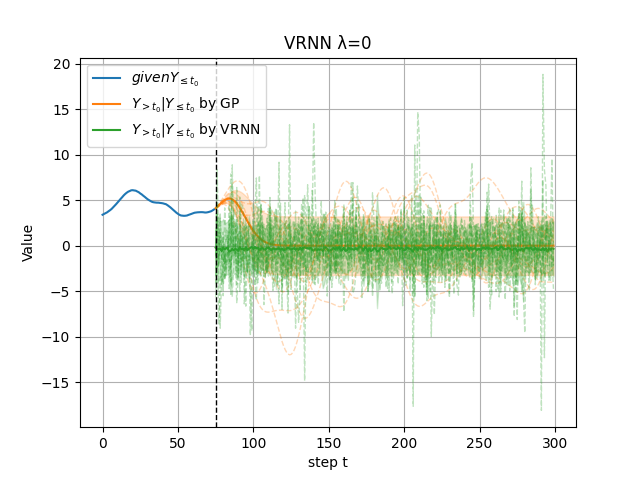 VRNN λ=0
givenY≤t₀
Y>t₀|Y≤t₀ by GP
Y>t₀|Y≤t₀ by VRNN
Value
20
15
10
5
0
−5
−10
−15
0 50 100 150 200 250 300
step t